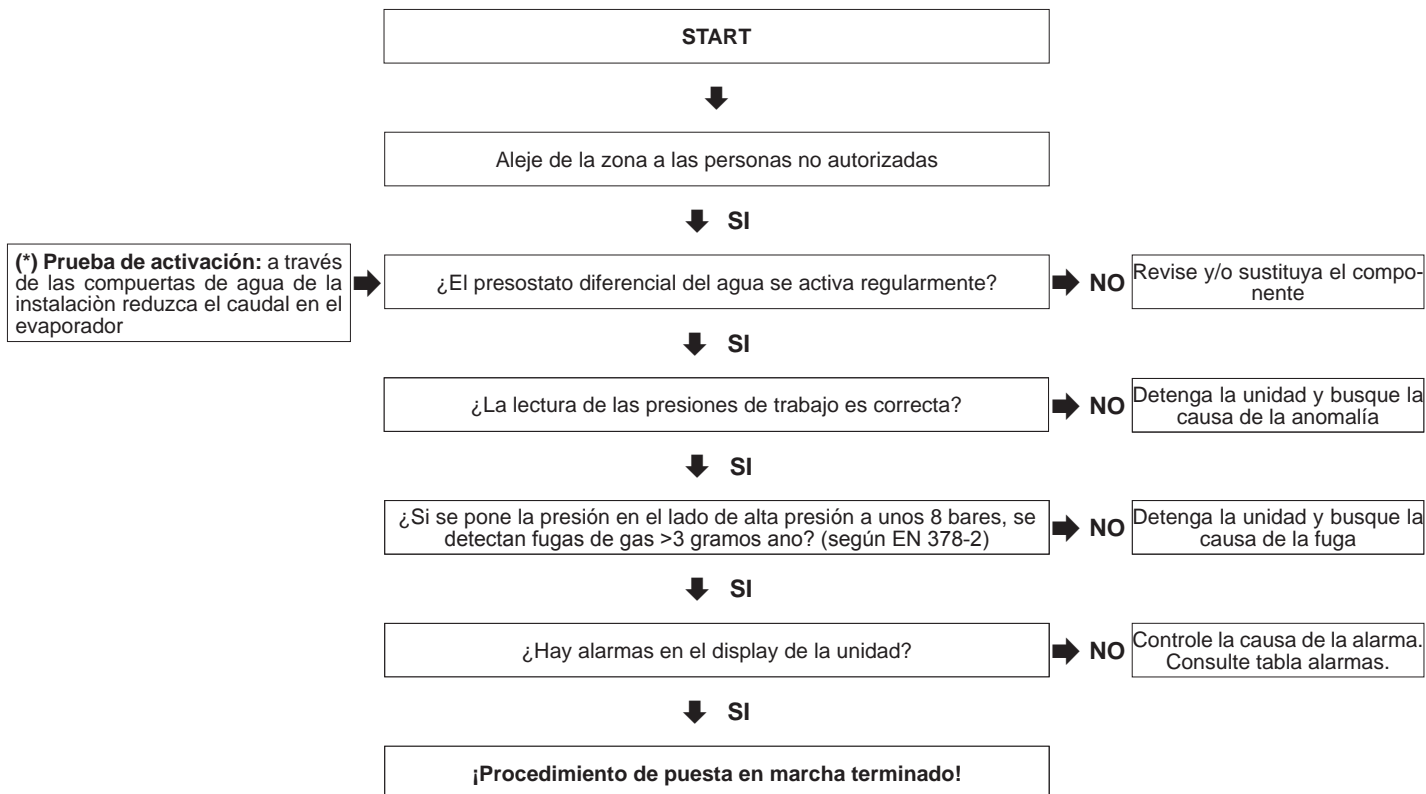 START
Aleje de la zona a las personas no autorizadas
SI
(*) Prueba de activación: a través
de las compuertas de agua de la
instalaciòn reduzca el caudal en el
evaporador
¿El presostato diferencial del agua se activa regularmente?
NO
Revise y/o sustituya el compo-
nente
SI
¿La lectura de las presiones de trabajo es correcta?
NO
Detenga la unidad y busque la
causa de la anomalía
SI
¿Si se pone la presión en el lado de alta presión a unos 8 bares, se
detectan fugas de gas >3 gramos ano? (según EN 378-2)
NO
Detenga la unidad y busque la
causa de la fuga
SI
¿Hay alarmas en el display de la unidad?
NO
Controle la causa de la alarma.
Consulte tabla alarmas.
SI
¡Procedimiento de puesta en marcha terminado!